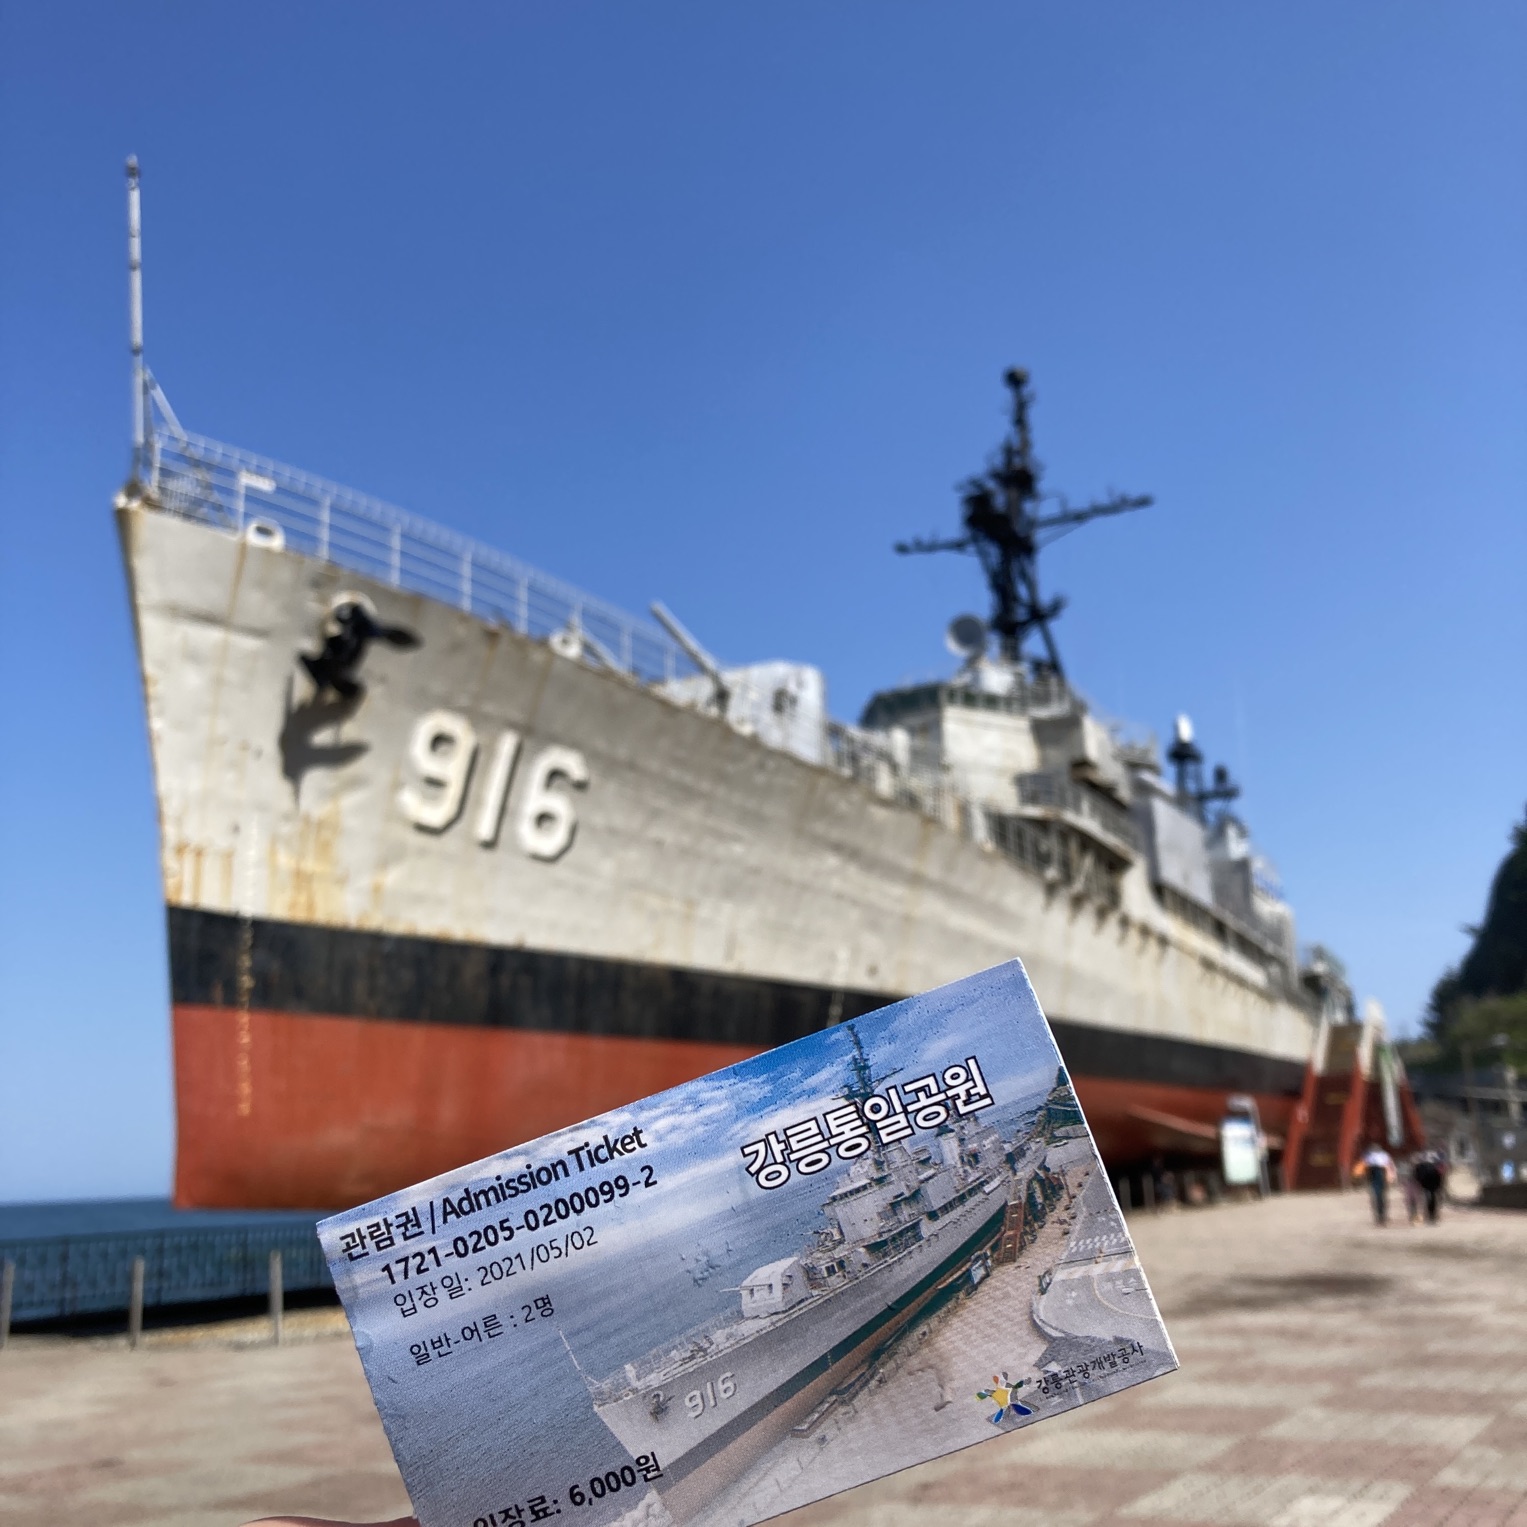 916
강릉통일공원
관람권 / Admission Ticket
1721-0205-0200099-2
입장일: 2021/05/02
일반-어른 : 2명
916
강릉관광개발공사
입장료: 6,000원